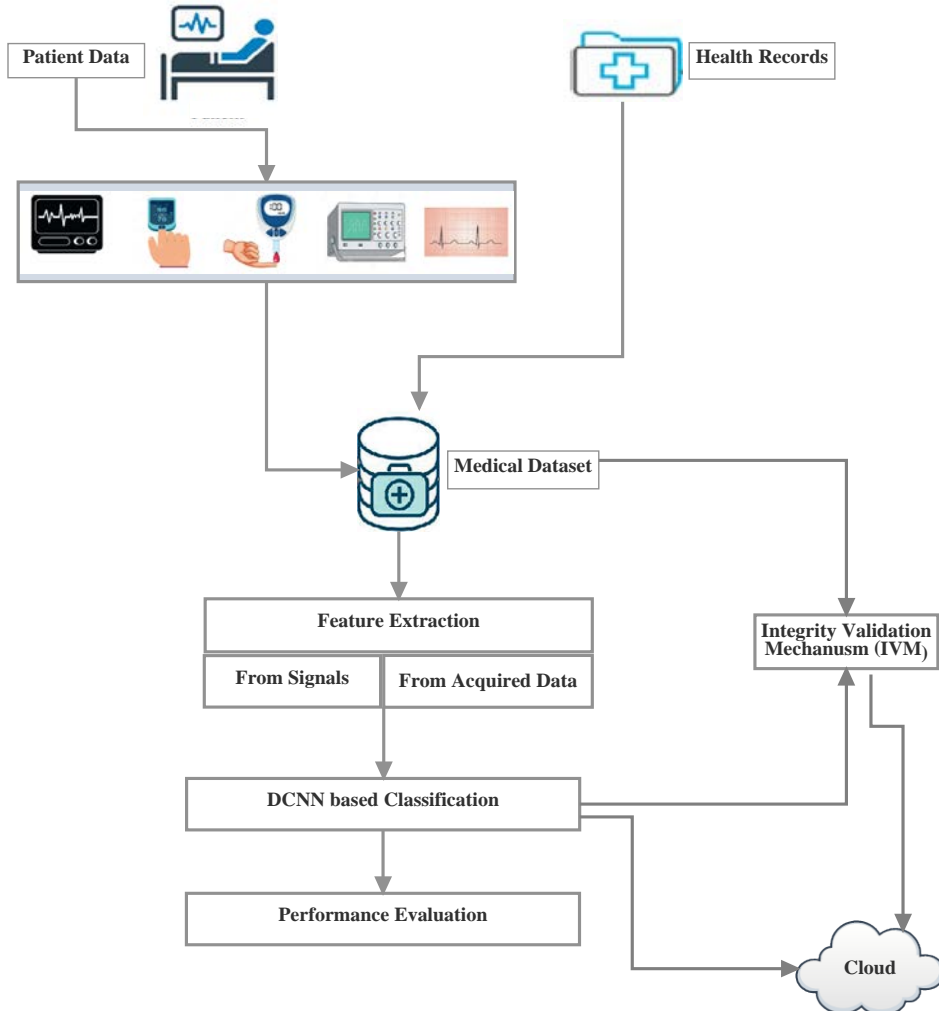 Patient Data
Health Records
Medical Dataset
Feature Extraction
From Signals
From Acquired Data
Integrity Validation
Mechanusm (IVM)
DCNN based Classification
Performance Evaluation
Cloud